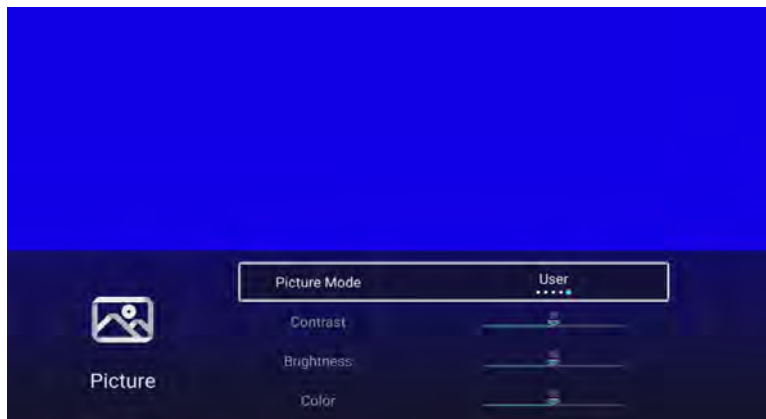 Picture Mode
User
Contrast
Brightness
Picture
Color